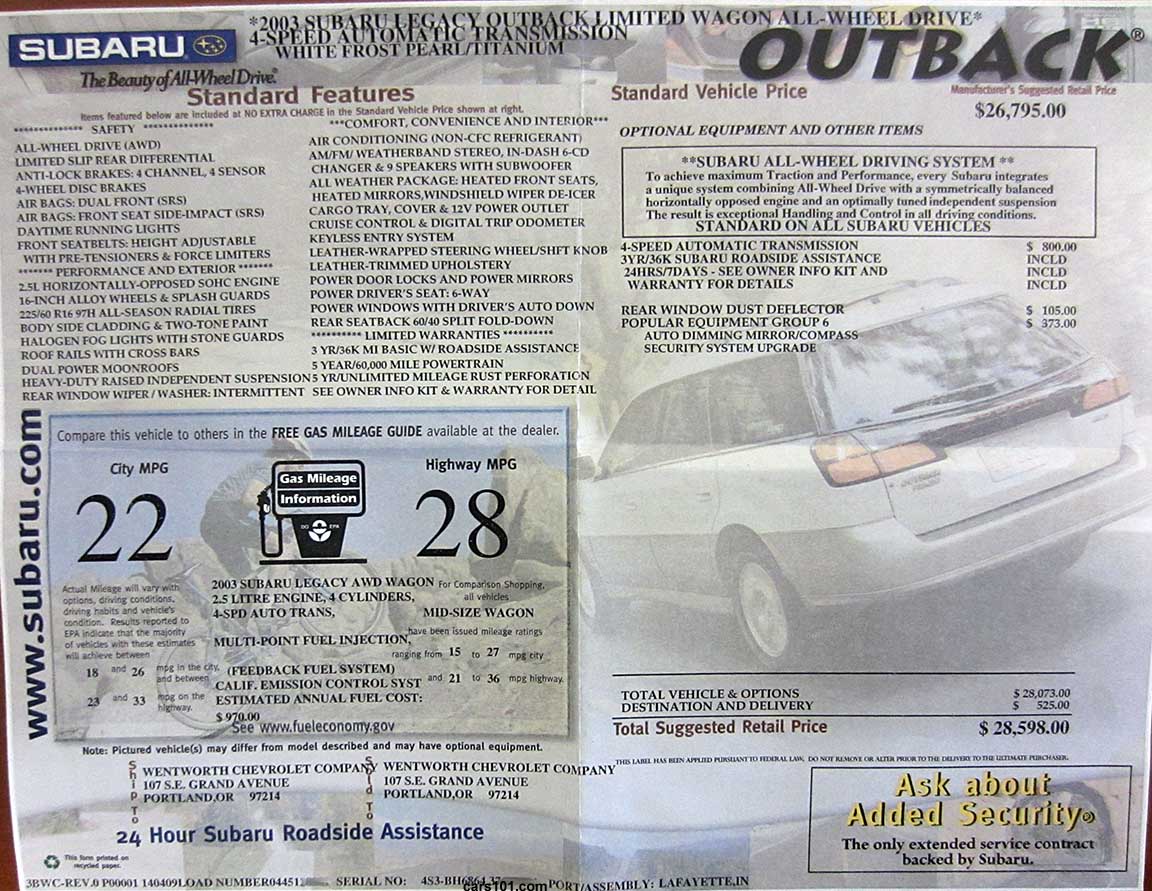 *2003 SUBARU LEGACY OUTBACK LIMITED WAGON ALL-WHEEL DRIVE*
4-SPEED AUTOMATIC TRANSMISSION
WHITE FROST PEARL/TITANIUM
SUBARU
The Beauty of All-Wheel Drive.®
OUTBACK®
Standard Features
Items featured below are included at NO EXTRA CHARGE in the Standard Vehicle Price shown at right.
************** SAFETY **************
ALL-WHEEL DRIVE (AWD)
LIMITED SLIP REAR DIFFERENTIAL
ANTI-LOCK BRAKES: 4 CHANNEL, 4 SENSOR
4-WHEEL DISC BRAKES
AIR BAGS: DUAL FRONT (SRS)
AIR BAGS: FRONT SEAT SIDE-IMPACT (SRS)
DAYTIME RUNNING LIGHTS
FRONT SEATBELTS: HEIGHT ADJUSTABLE
WITH PRE-TENSIONERS & FORCE LIMITERS
******* PERFORMANCE AND EXTERIOR *******
2.5L HORIZONTALLY-OPPOSED SOHC ENGINE
16-INCH ALLOY WHEELS & SPLASH GUARDS
225/60 R16 97H ALL-SEASON RADIAL TIRES
BODY SIDE CLADDING & TWO-TONE PAINT
HALOGEN FOG LIGHTS WITH STONE GUARDS
ROOF RAILS WITH CROSS BARS
DUAL POWER MOONROOFS
HEAVY-DUTY RAISED INDEPENDENT SUSPENSION
REAR WINDOW WIPER / WASHER: INTERMITTENT
***COMFORT, CONVENIENCE AND INTERIOR***
AIR CONDITIONING (NON-CFC REFRIGERANT)
AM/FM/ WEATHERBAND STEREO, IN-DASH 6-CD
CHANGER & 9 SPEAKERS WITH SUBWOOFER
ALL WEATHER PACKAGE: HEATED FRONT SEATS,
HEATED MIRRORS,WINDSHIELD WIPER DE-ICER
CARGO TRAY, COVER & 12V POWER OUTLET
CRUISE CONTROL & DIGITAL TRIP ODOMETER
KEYLESS ENTRY SYSTEM
LEATHER-WRAPPED STEERING WHEEL/SHFT KNOB
LEATHER-TRIMMED UPHOLSTERY
POWER DOOR LOCKS AND POWER MIRRORS
POWER DRIVER'S SEAT: 6-WAY
POWER WINDOWS WITH DRIVER'S AUTO DOWN
REAR SEATBACK 60/40 SPLIT FOLD-DOWN
********** LIMITED WARRANTIES **********
3 YR/36K MI BASIC W/ ROADSIDE ASSISTANCE
5 YEAR/60,000 MILE POWERTRAIN
5 YR/UNLIMITED MILEAGE RUST PERFORATION
SEE OWNER INFO KIT & WARRANTY FOR DETAIL
Standard Vehicle Price
Manufacturer's Suggested Retail Price
$26,795.00
OPTIONAL EQUIPMENT AND OTHER ITEMS
**SUBARU ALL-WHEEL DRIVING SYSTEM **
To achieve maximum Traction and Performance, every Subaru integrates
a unique system combining All-Wheel Drive with a symmetrically balanced
horizontally opposed engine and an optimally tuned independent suspension
The result is exceptional Handling and Control in all driving conditions.
STANDARD ON ALL SUBARU VEHICLES
4-SPEED AUTOMATIC TRANSMISSION $ 800.00
3YR/36K SUBARU ROADSIDE ASSISTANCE INCLD
24HRS/7DAYS - SEE OWNER INFO KIT AND INCLD
WARRANTY FOR DETAILS INCLD
REAR WINDOW DUST DEFLECTOR $ 105.00
POPULAR EQUIPMENT GROUP 6 $ 373.00
AUTO DIMMING MIRROR/COMPASS
SECURITY SYSTEM UPGRADE
www.subaru.com
Compare this vehicle to others in the FREE GAS MILEAGE GUIDE available at the dealer.
City MPG
22
Gas Mileage
Information
DO EPA
Highway MPG
28
Actual Mileage will vary with
options, driving conditions,
driving habits and vehicle's
condition. Results reported to
EPA indicate that the majority
of vehicles with these estimates
will achieve between
18 and 26 mpg in the city,
and between
23 and 33 mpg on the
highway.
2003 SUBARU LEGACY AWD WAGON
2.5 LITRE ENGINE, 4 CYLINDERS,
4-SPD AUTO TRANS,
MULTI-POINT FUEL INJECTION,
(FEEDBACK FUEL SYSTEM)
CALIF. EMISSION CONTROL SYST
ESTIMATED ANNUAL FUEL COST:
$ 970.00
See www.fueleconomy.gov
For Comparison Shopping,
all vehicles
MID-SIZE WAGON
have been issued mileage ratings
ranging from 15 to 27 mpg city
and 21 to 36 mpg highway.
Note: Pictured vehicle(s) may differ from model described and may have optional equipment.
TOTAL VEHICLE & OPTIONS $ 28,073.00
DESTINATION AND DELIVERY $ 525.00
Total Suggested Retail Price $ 28,598.00
THIS LABEL HAS BEEN APPLIED PURSUANT TO FEDERAL LAW, DO NOT REMOVE OR ALTER PRIOR TO THE DELIVERY TO THE ULTIMATE PURCHASER.
Ship To
WENTWORTH CHEVROLET COMPANY
107 S.E. GRAND AVENUE
PORTLAND,OR 97214
Sold To
WENTWORTH CHEVROLET COMPANY
107 S.E. GRAND AVENUE
PORTLAND,OR 97214
24 Hour Subaru Roadside Assistance
Ask about
Added Security®
The only extended service contract
backed by Subaru.
This form printed on
recycled paper.
3BWC-REV.0 P00001 140409LOAD NUMBER04451 SERIAL NO: 4S3-BH6864 PORT/ASSEMBLY: LAFAYETTE,IN
cars101.com